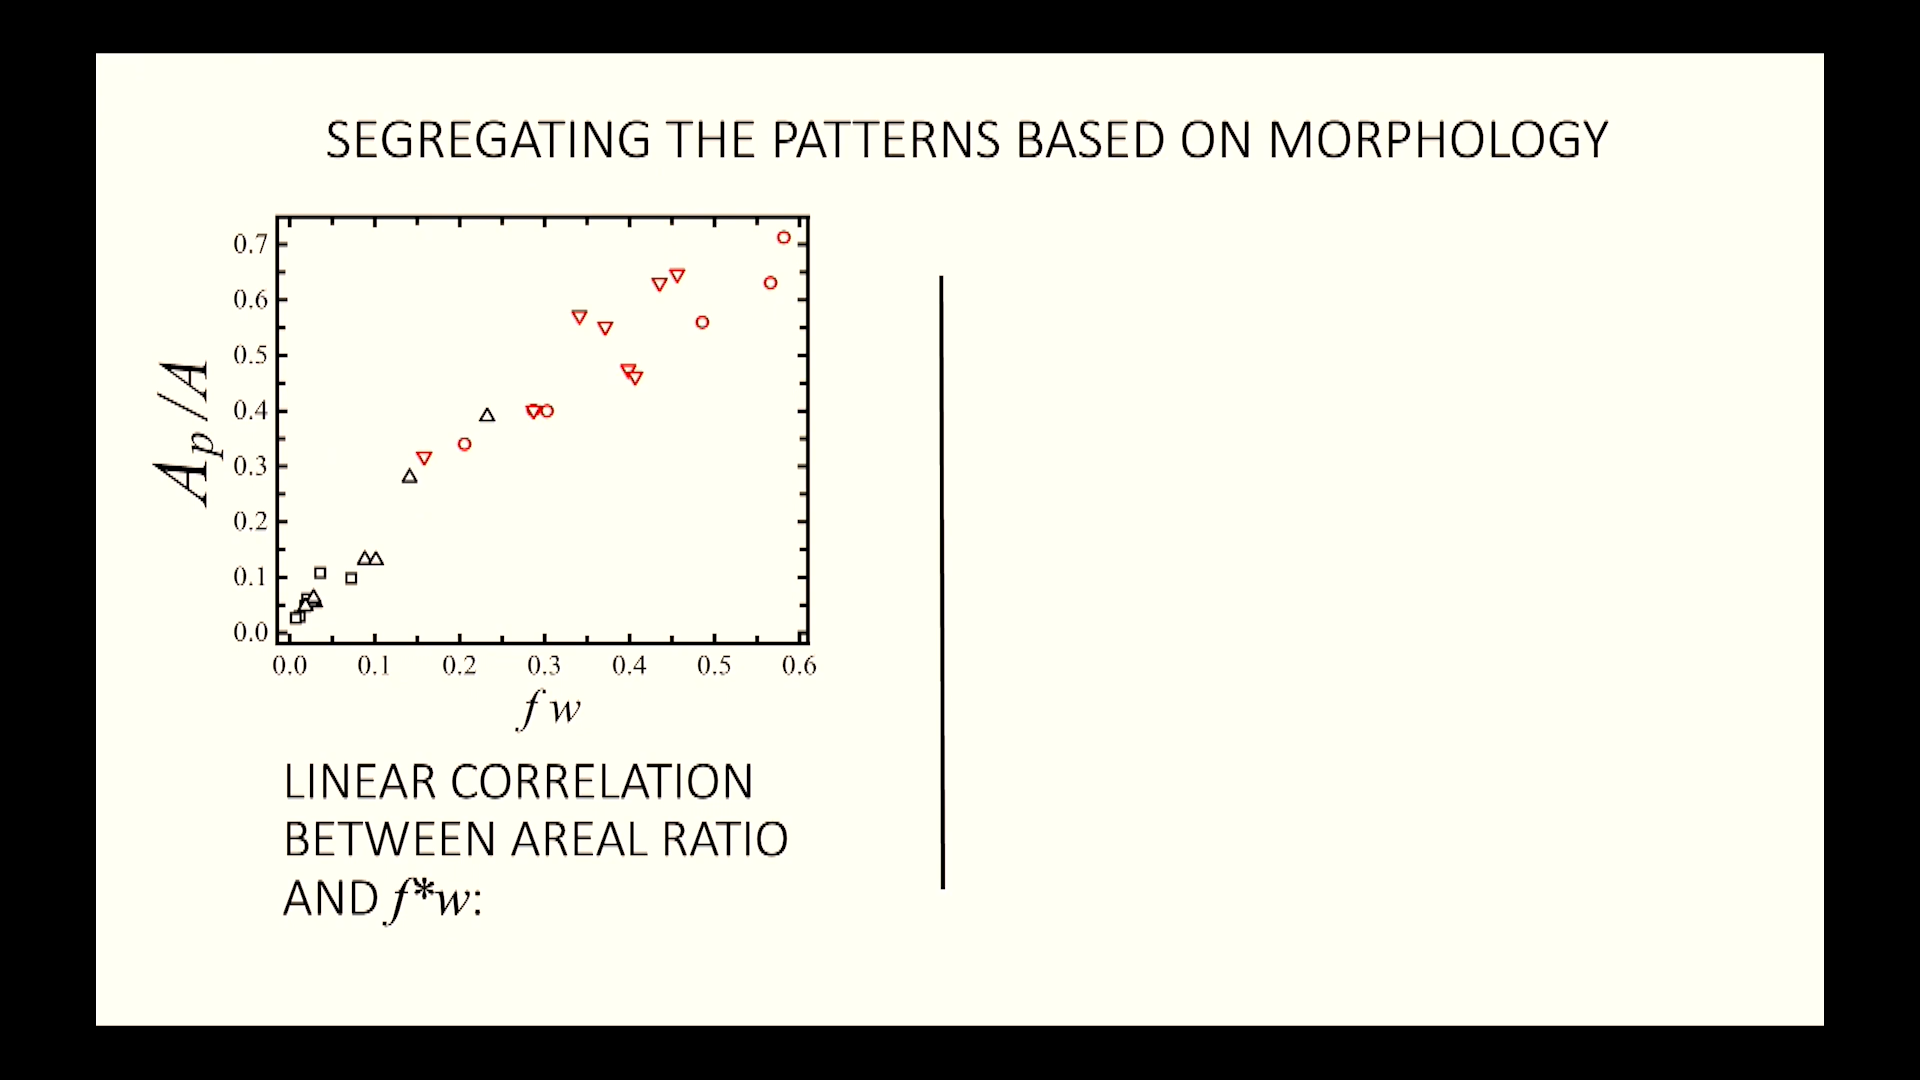 SEGREGATING THE PATTERNS BASED ON MORPHOLOGY
0.7
0.6
0.5
0.4
0.3
0.2
0.1
0.0
A_p/A
0.0 0.1 0.2 0.3 0.4 0.5 0.6
f w
LINEAR CORRELATION
BETWEEN AREAL RATIO
AND f*w: